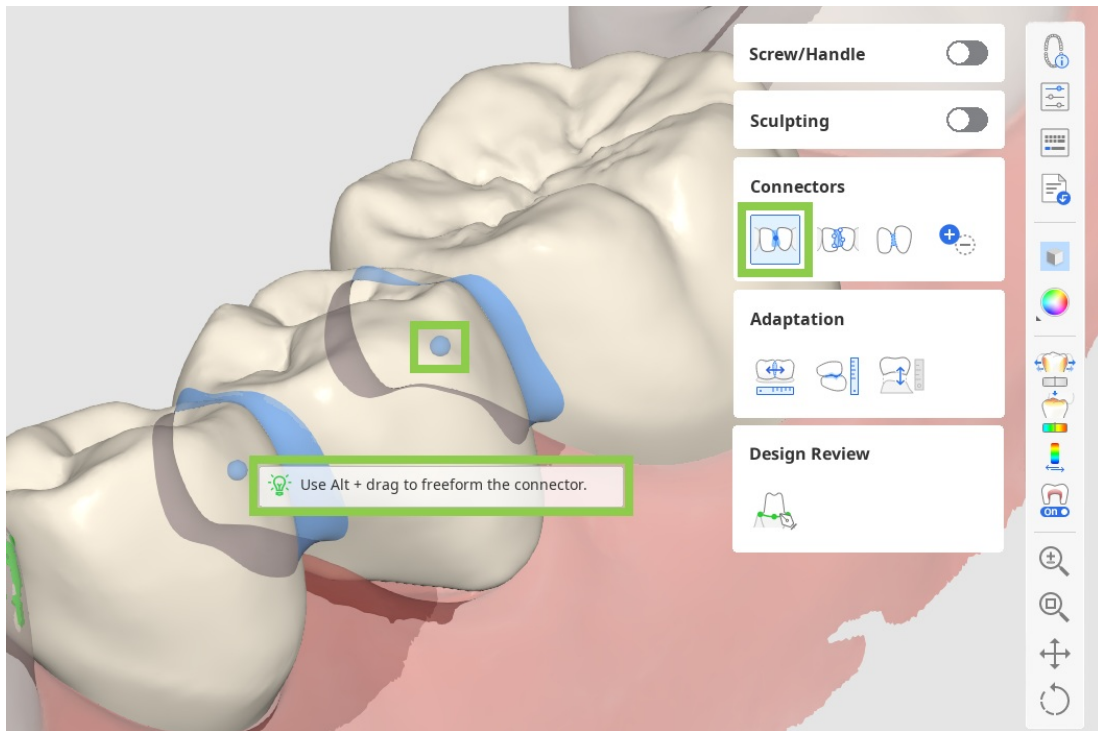 Screw/Handle
Sculpting
Connectors
Adaptation
Design Review
Use Alt + drag to freeform the connector.
On